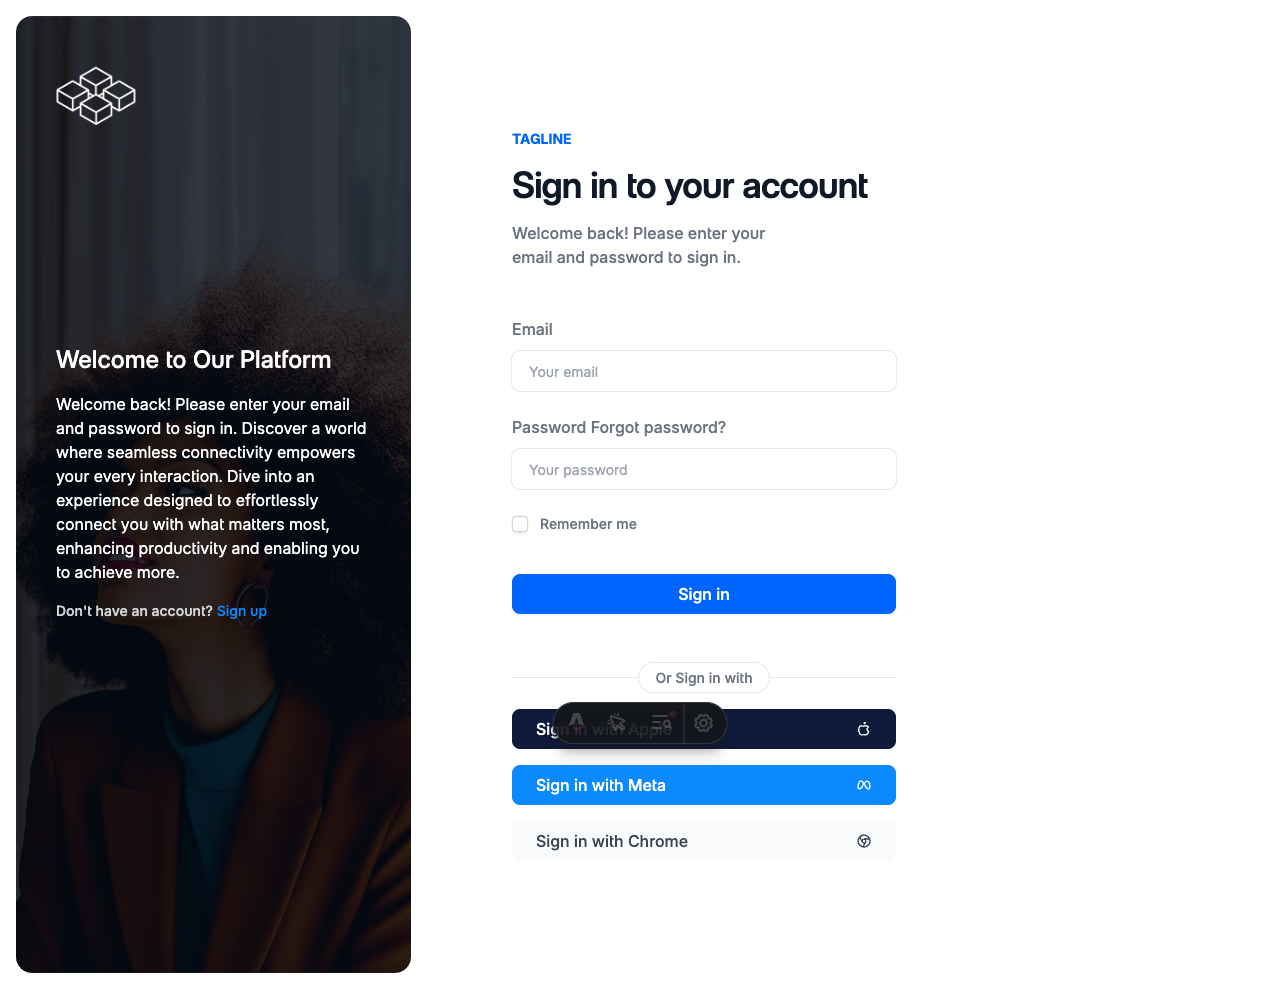 Welcome to Our Platform
Welcome back! Please enter your email
and password to sign in. Discover a world
where seamless connectivity empowers
your every interaction. Dive into an
experience designed to effortlessly
connect you with what matters most,
enhancing productivity and enabling you
to achieve more.
Don't have an account? Sign up
TAGLINE
Sign in to your account
Welcome back! Please enter your
email and password to sign in.
Email
Your email
Password Forgot password?
Your password
Remember me
Sign in
Or Sign in with
Sign in with Apple
Sign in with Meta
Sign in with Chrome